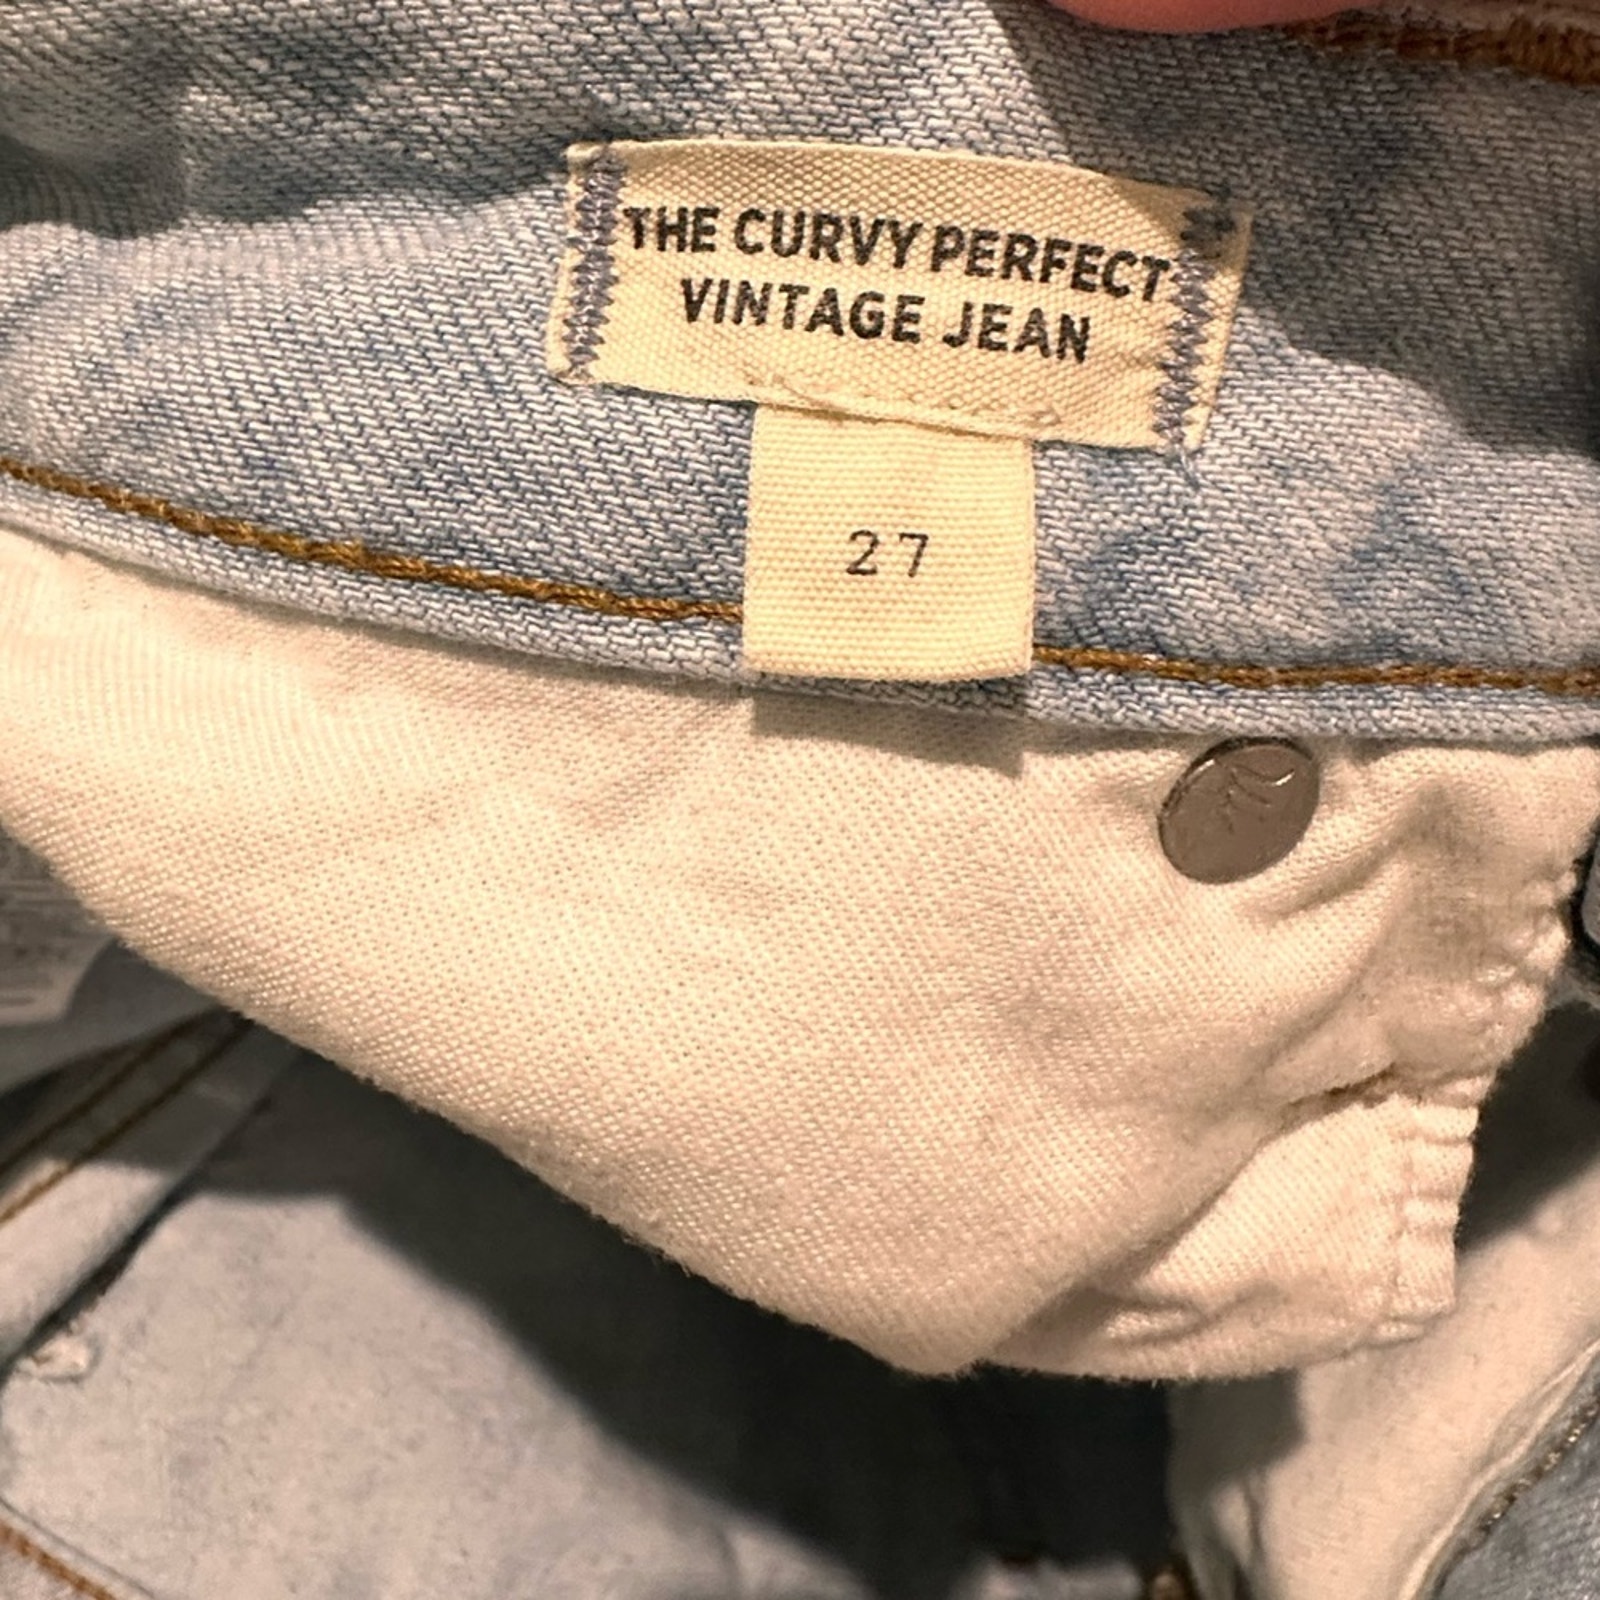 THE CURVY PERFECT
VINTAGE JEAN
27